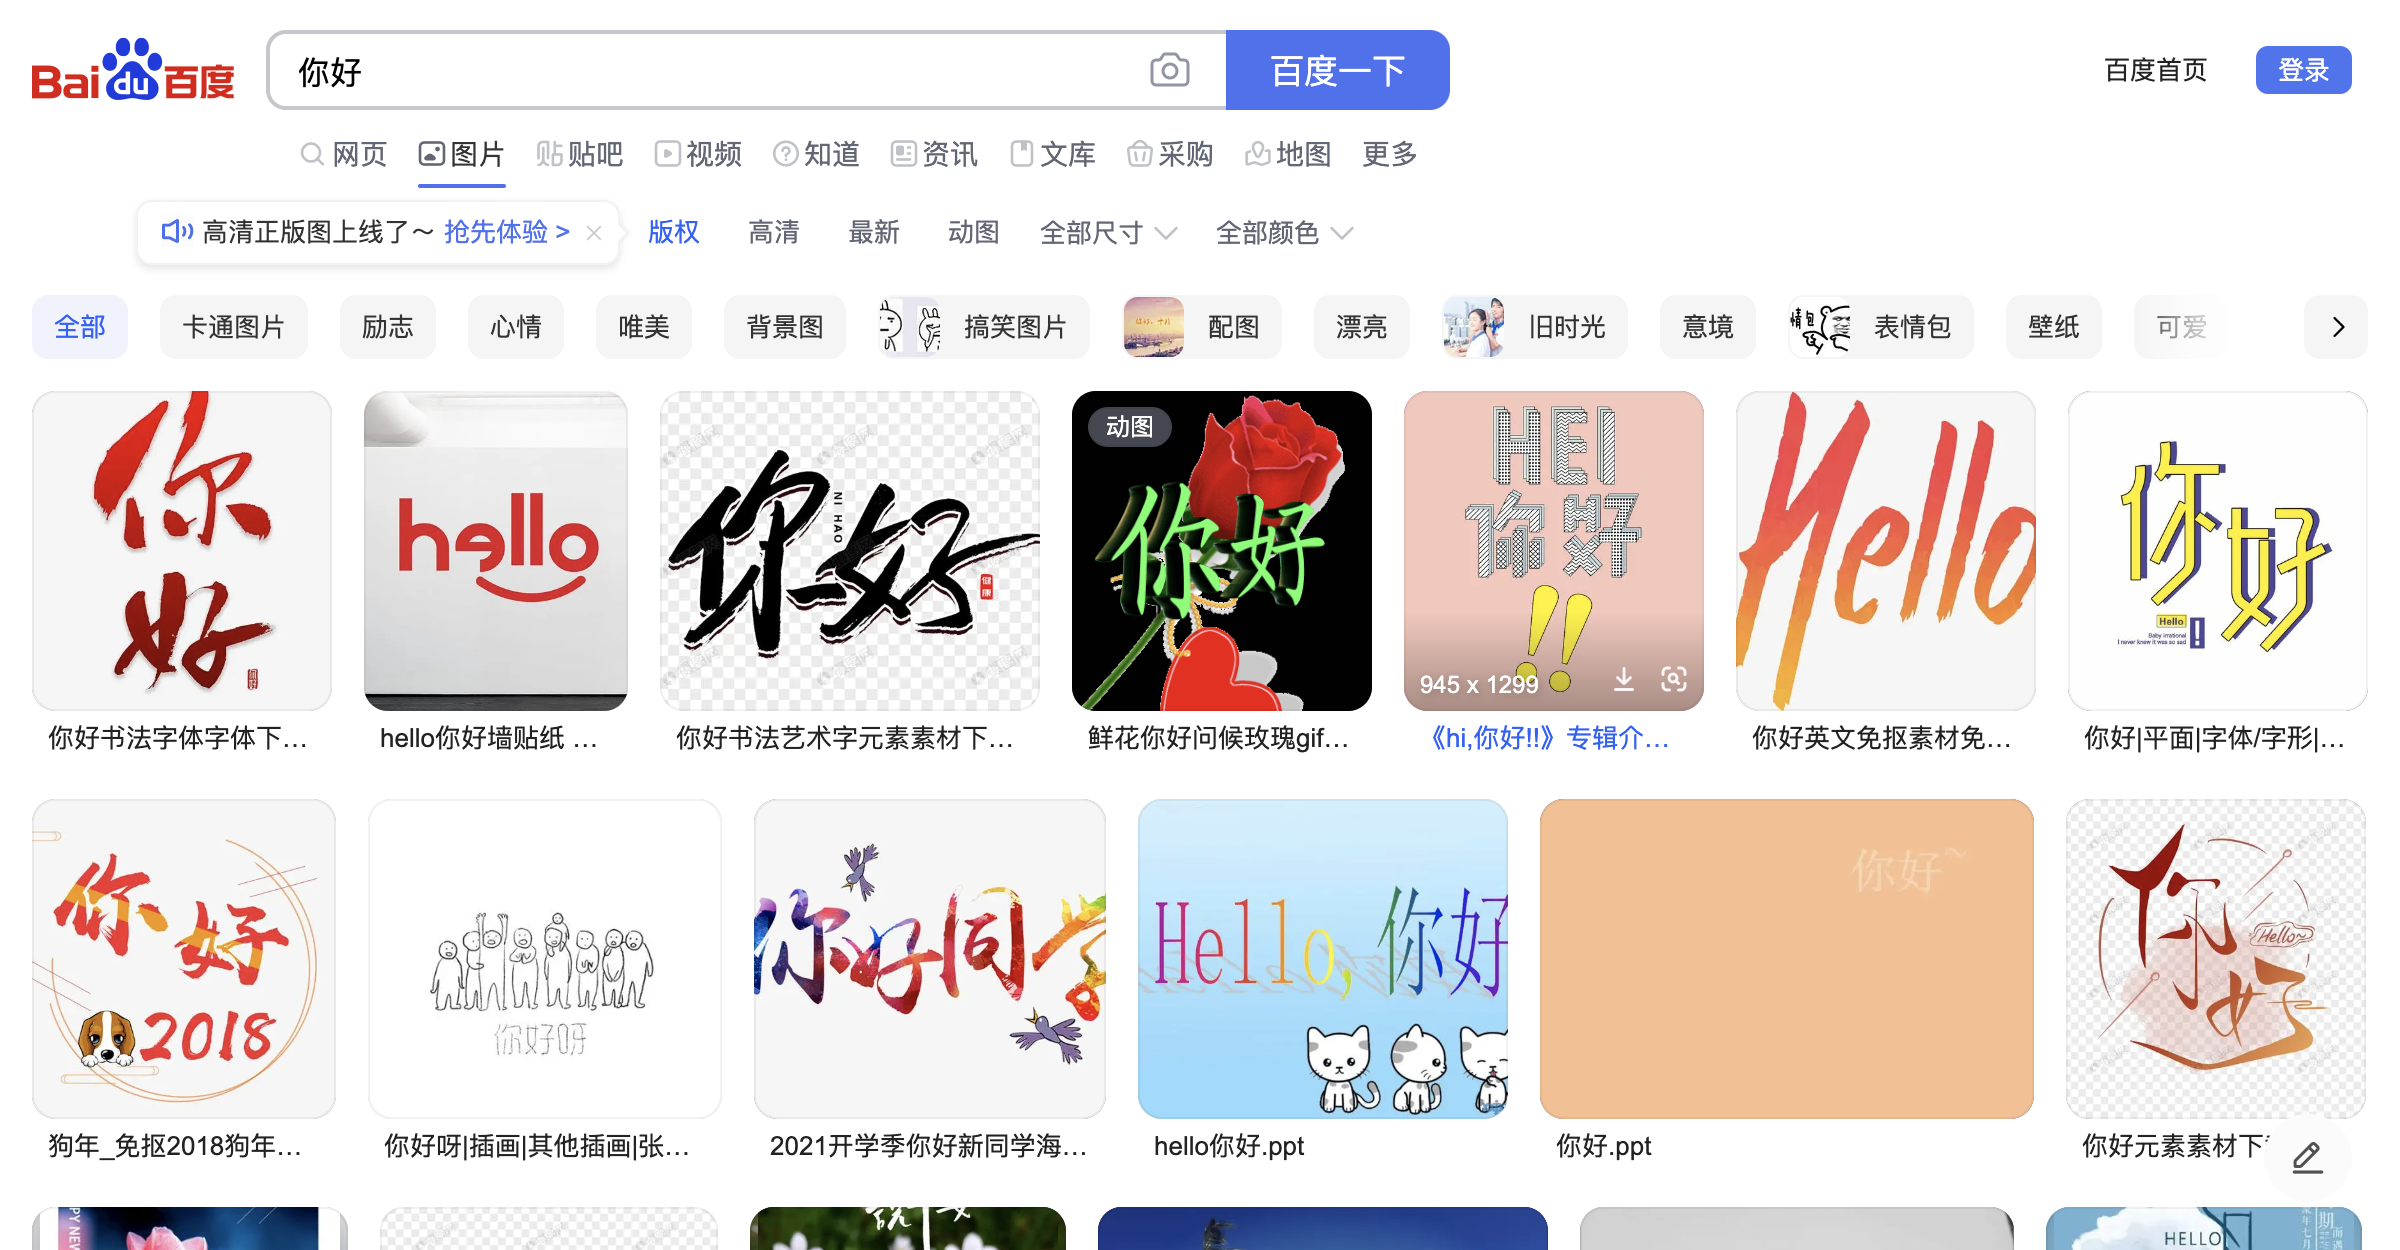 Baidu百度
你好
百度一下
百度首页
登录
网页
图片
贴吧
视频
知道
资讯
文库
采购
地图
更多
高清正版图上线了～ 抢先体验 >
版权
高清
最新
动图
全部尺寸
全部颜色
全部
卡通图片
励志
心情
唯美
背景图
搞笑图片
配图
漂亮
旧时光
意境
表情包
壁纸
可爱
你好
hello
你好
NI HAO
动图
你好
HEI
你好
!!
945 x 1299
Hello
你好
Hello
Baby irrational
I never knew it was so sad
!
你好书法字体字体下...
hello你好墙贴纸 ...
你好书法艺术字元素素材下...
鲜花你好问候玫瑰gif...
《hi,你好!!》专辑介...
你好英文免抠素材免...
你好|平面|字体/字形|...
你好
2018
你好呀
你好同学
Hello,你好
你好~
你好
Hello~
狗年_免抠2018狗年...
你好呀|插画|其他插画|张...
2021开学季你好新同学海...
hello你好.ppt
你好.ppt
你好元素素材下
HELLO